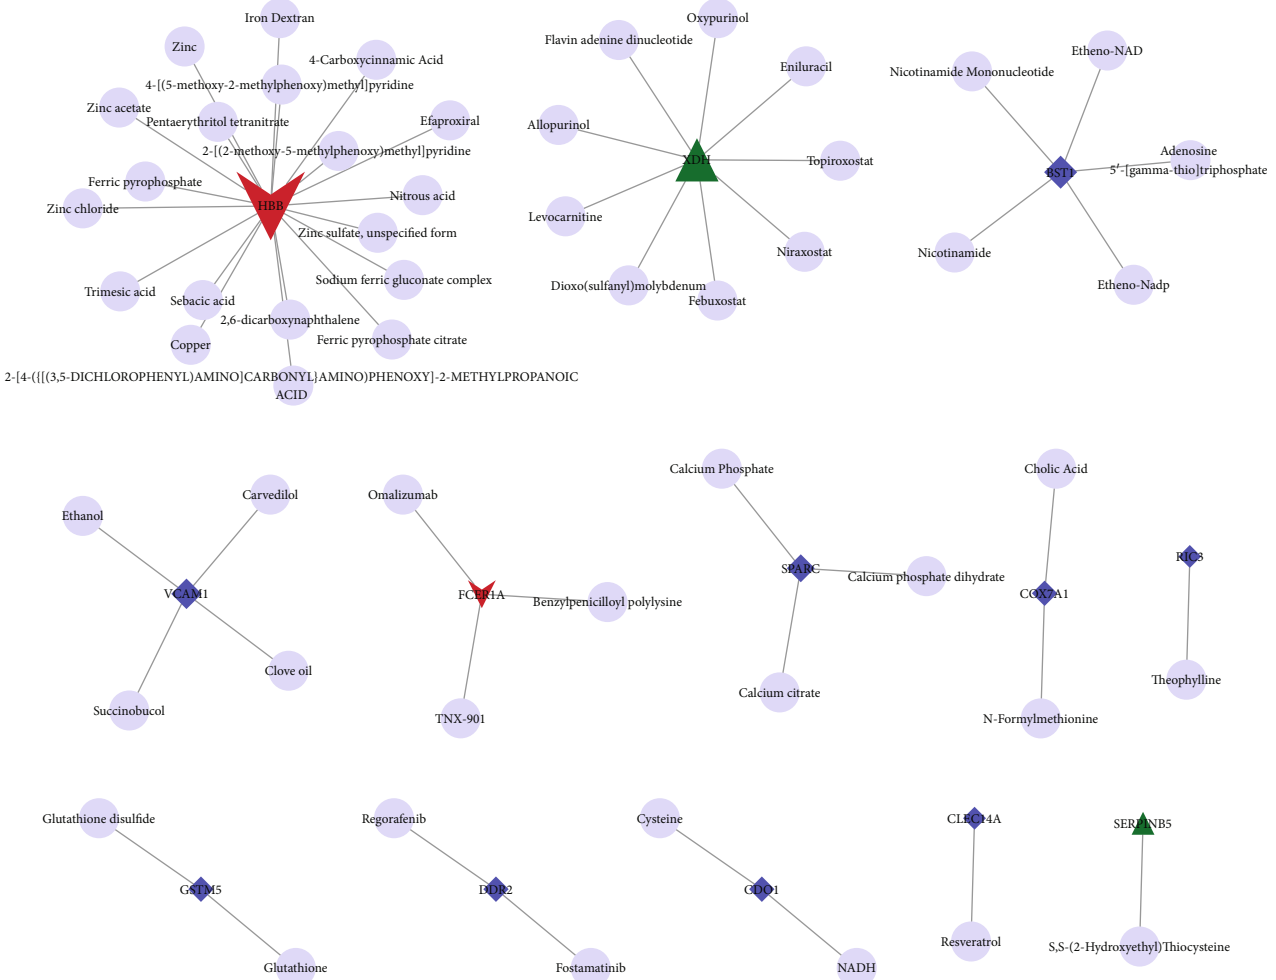 Iron Dextran
Zinc
4-Carboxycinnamic Acid
4-[(5-methoxy-2-methylphenoxy)methyl]pyridine
Zinc acetate
Pentaerythritol tetranitrate
Efaproxiral
2-[(2-methoxy-5-methylphenoxy)methyl]pyridine
Ferric pyrophosphate
Nitrous acid
Zinc chloride
HBB
Zinc sulfate, unspecified form
Sodium ferric gluconate complex
Trimesic acid
Sebacic acid
2,6-dicarboxynaphthalene
Copper
Ferric pyrophosphate citrate
2-[4-({[(3,5-DICHLOROPHENYL)AMINO]CARBONYL}AMINO)PHENOXY]-2-METHYLPROPANOIC
ACID
Oxypurinol
Flavin adenine dinucleotide
Eniluracil
Allopurinol
XDH
Topiroxostat
Levocarnitine
Niraxostat
Dioxo(sulfanyl)molybdenum
Febuxostat
Etheno-NAD
Nicotinamide Mononucleotide
Adenosine
5′-[gamma-thio]triphosphate
BST1
Nicotinamide
Etheno-Nadp
Carvedilol
Ethanol
VCAM1
Clove oil
Succinobucol
Omalizumab
FCER1A
Benzylpenicilloyl polylysine
TNX-901
Calcium Phosphate
SPARC
Calcium phosphate dihydrate
Calcium citrate
Cholic Acid
COX7A1
N-Formylmethionine
RIC3
Theophylline
Glutathione disulfide
GSTM5
Glutathione
Regorafenib
DDR2
Fostamatinib
Cysteine
CDO1
NADH
CLEC14A
Resveratrol
SERPINB5
S,S-(2-Hydroxyethyl)Thiocysteine